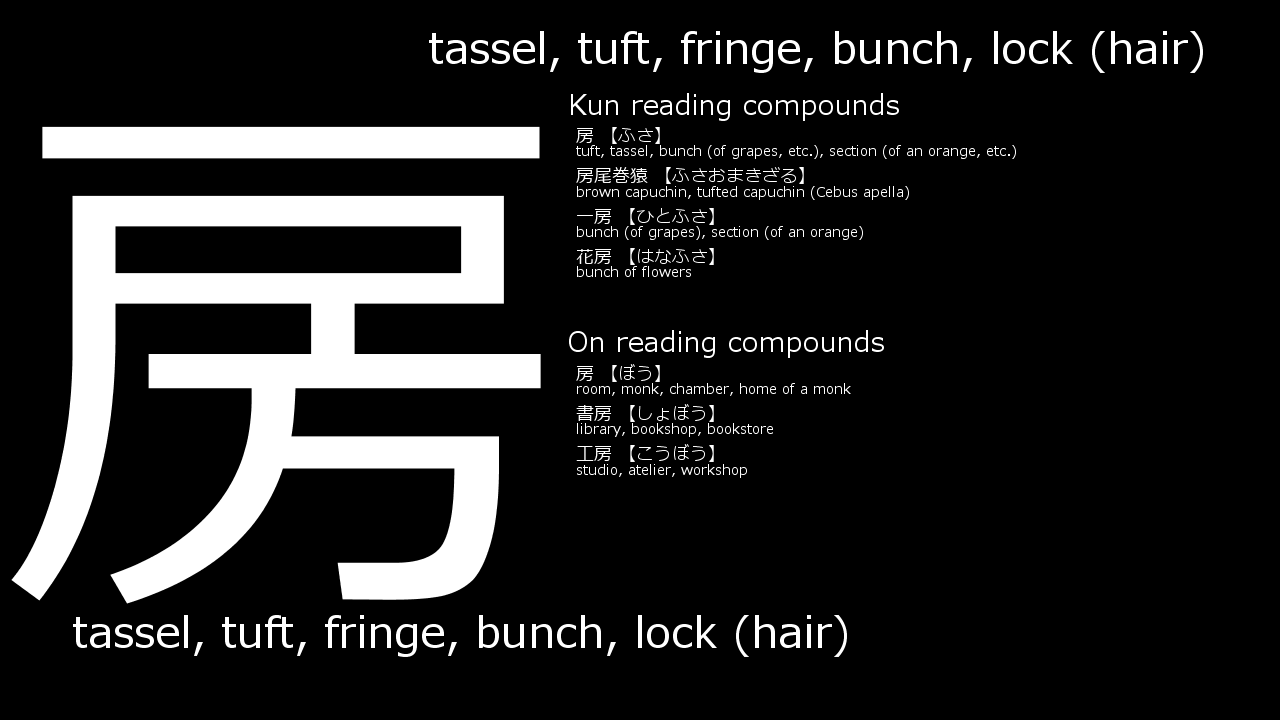 tassel, tuft, fringe, bunch, lock (hair)
房
Kun reading compounds
房 【ふさ】
tuft, tassel, bunch (of grapes, etc.), section (of an orange, etc.)
房尾巻猿 【ふさおまきざる】
brown capuchin, tufted capuchin (Cebus apella)
一房 【ひとふさ】
bunch (of grapes), section (of an orange)
花房 【はなふさ】
bunch of flowers
On reading compounds
房 【ぼう】
room, monk, chamber, home of a monk
書房 【しょぼう】
library, bookshop, bookstore
工房 【こうぼう】
studio, atelier, workshop
tassel, tuft, fringe, bunch, lock (hair)